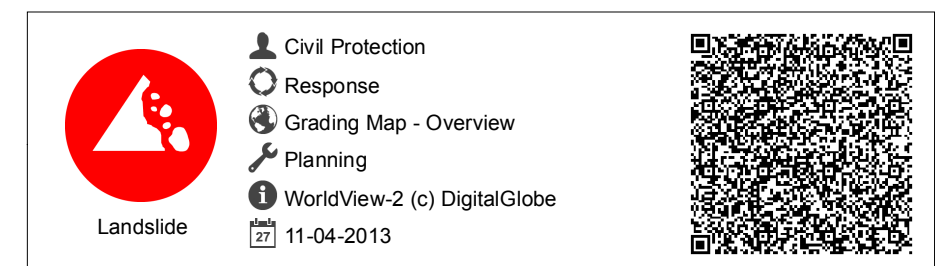 Civil Protection
Response
Grading Map - Overview
Planning
WorldView-2 (c) DigitalGlobe
27 11-04-2013
Landslide